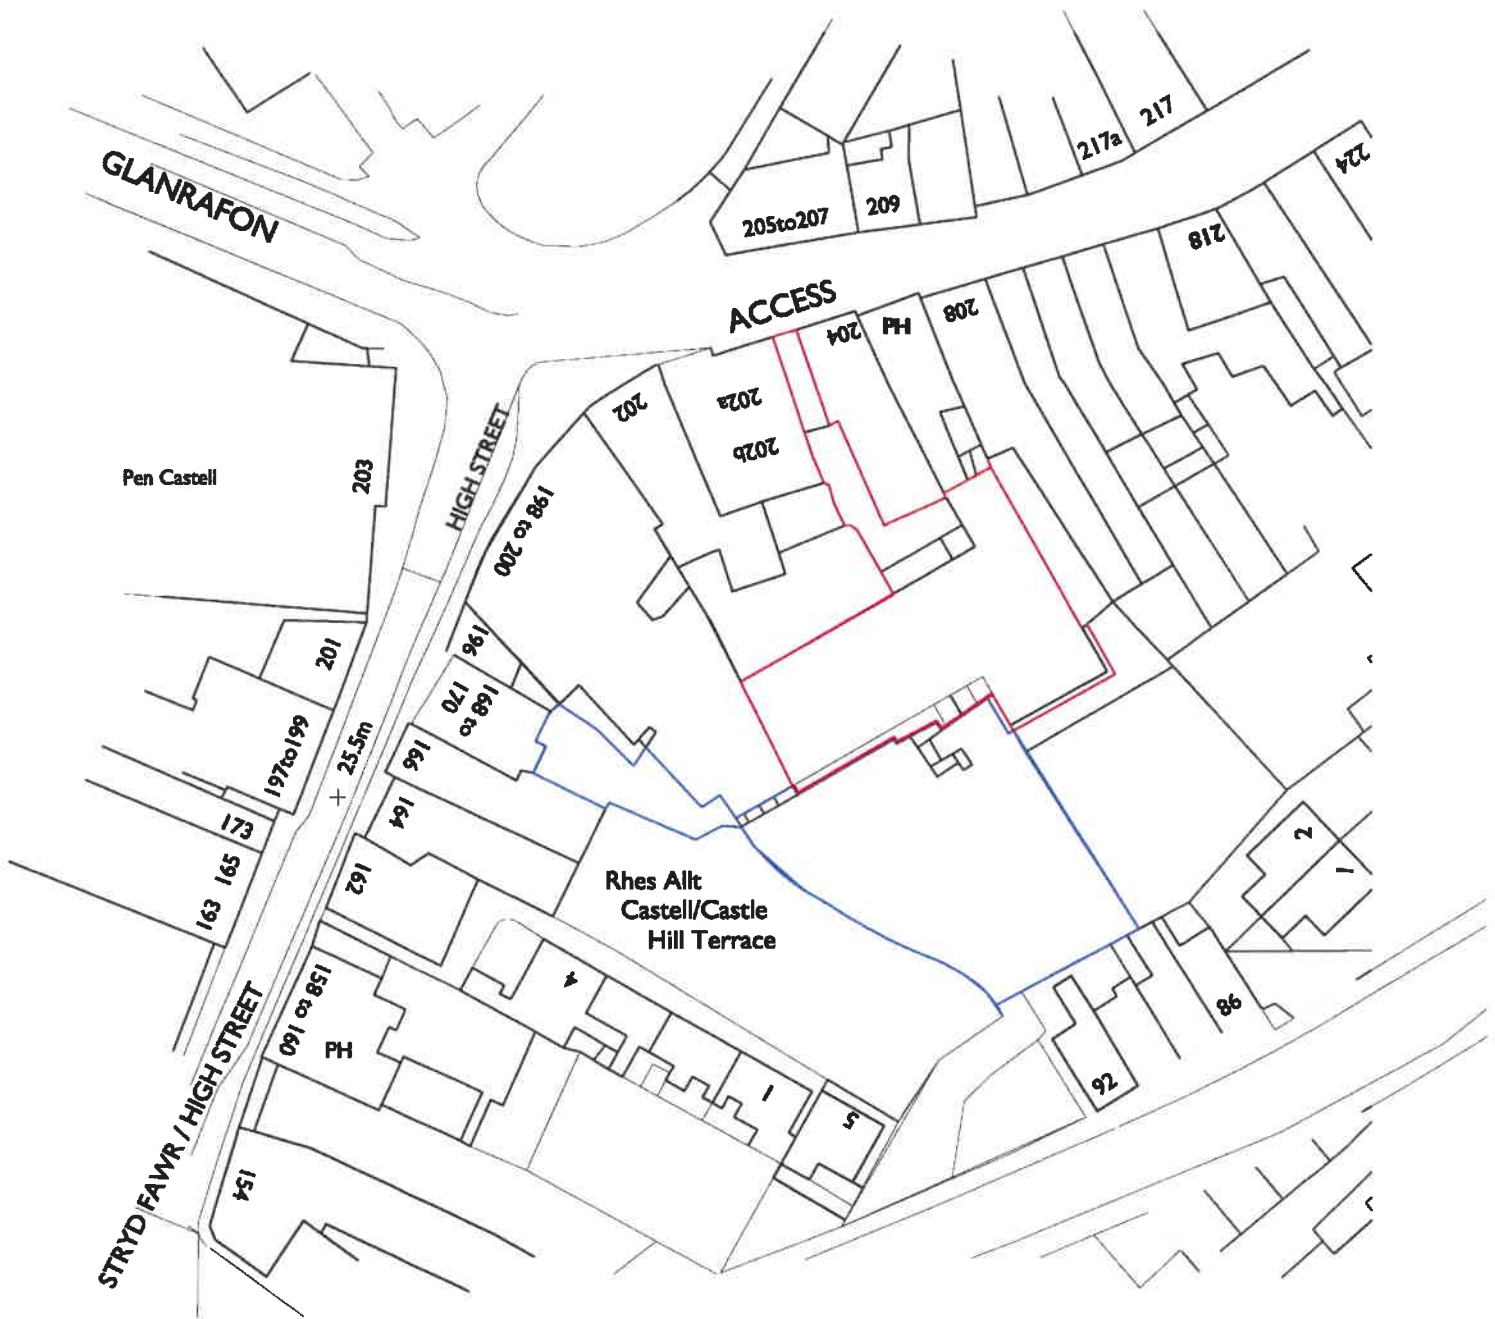 GLANRAFON
217
217a
224
205to207
209
218
ACCESS
204
PH
208
202
202a
202b
HIGH STREET
Pen Castell
203
198 to 200
201
196
168 to
170
197to199
25.5m
166
164
173
165
163
162
Rhes Allt
Castell/Castle
Hill Terrace
2
1
4
158 to 160
PH
86
92
1
5
STRYD FAWR / HIGH STREET
154